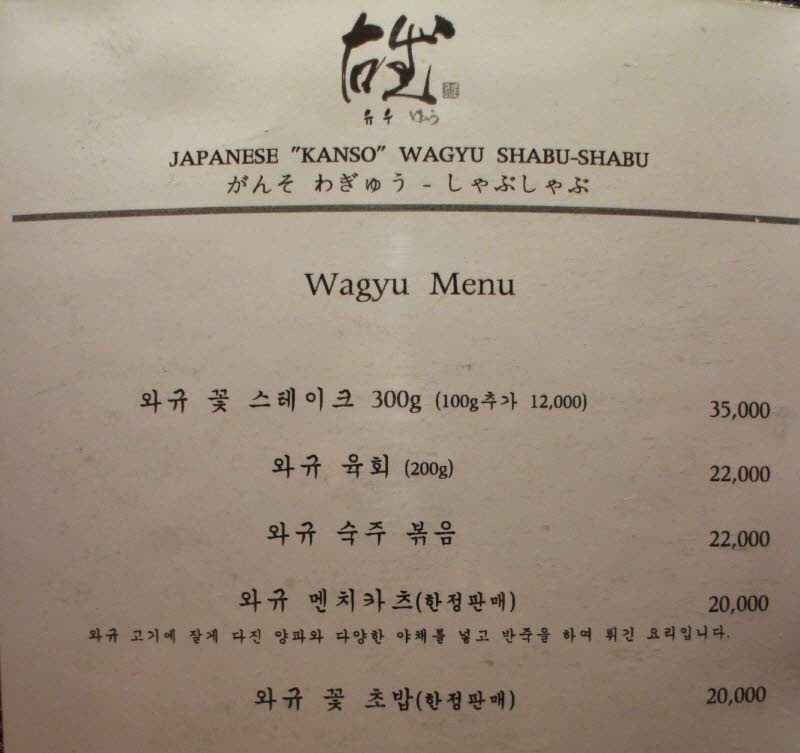 유우 ゆう
JAPANESE "KANSO" WAGYU SHABU-SHABU
がんそ わぎゅう - しゃぶしゃぶ
Wagyu Menu
와규 꽃 스테이크 300g (100g추가 12,000) 35,000
와규 육회 (200g) 22,000
와규 숙주 볶음 22,000
와규 멘치카츠(한정판매) 20,000
와규 고기에 잘게 다진 양파와 다양한 야채를 넣고 반죽을 하여 튀긴 요리입니다.
와규 꽃 초밥(한정판매) 20,000